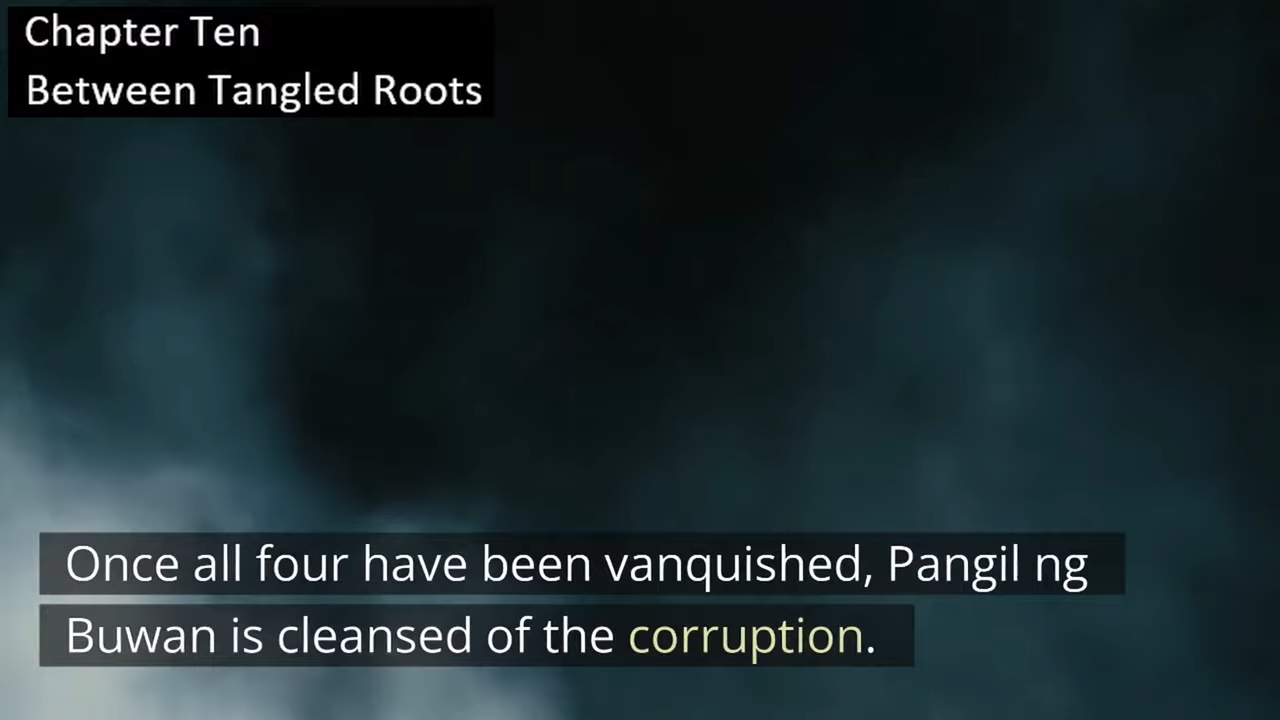 Chapter Ten
Between Tangled Roots
Once all four have been vanquished, Pangil ng
Buwan is cleansed of the corruption.